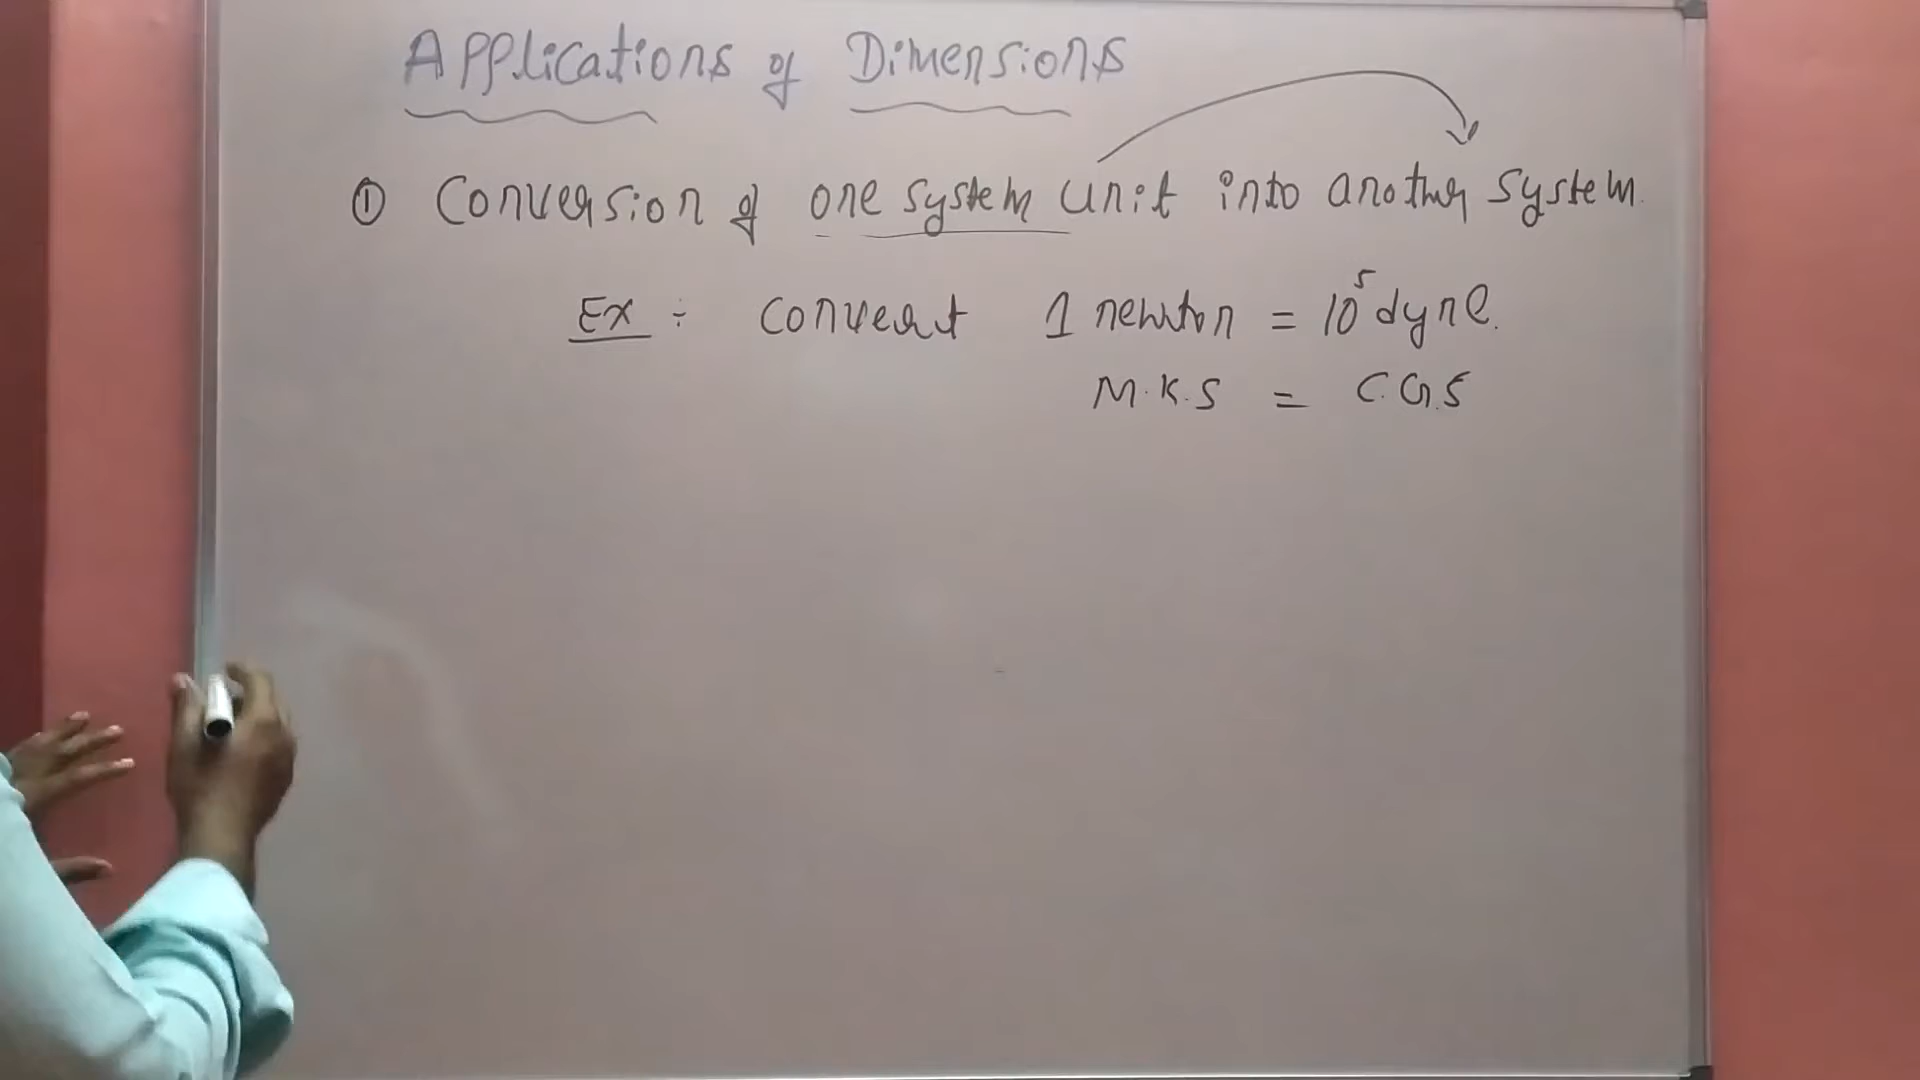 Applications of Dimensions
① Conversion of one system unit into another system.
Ex ÷ convert 1 newton = 10⁵ dyne.
M.K.S = C.G.S